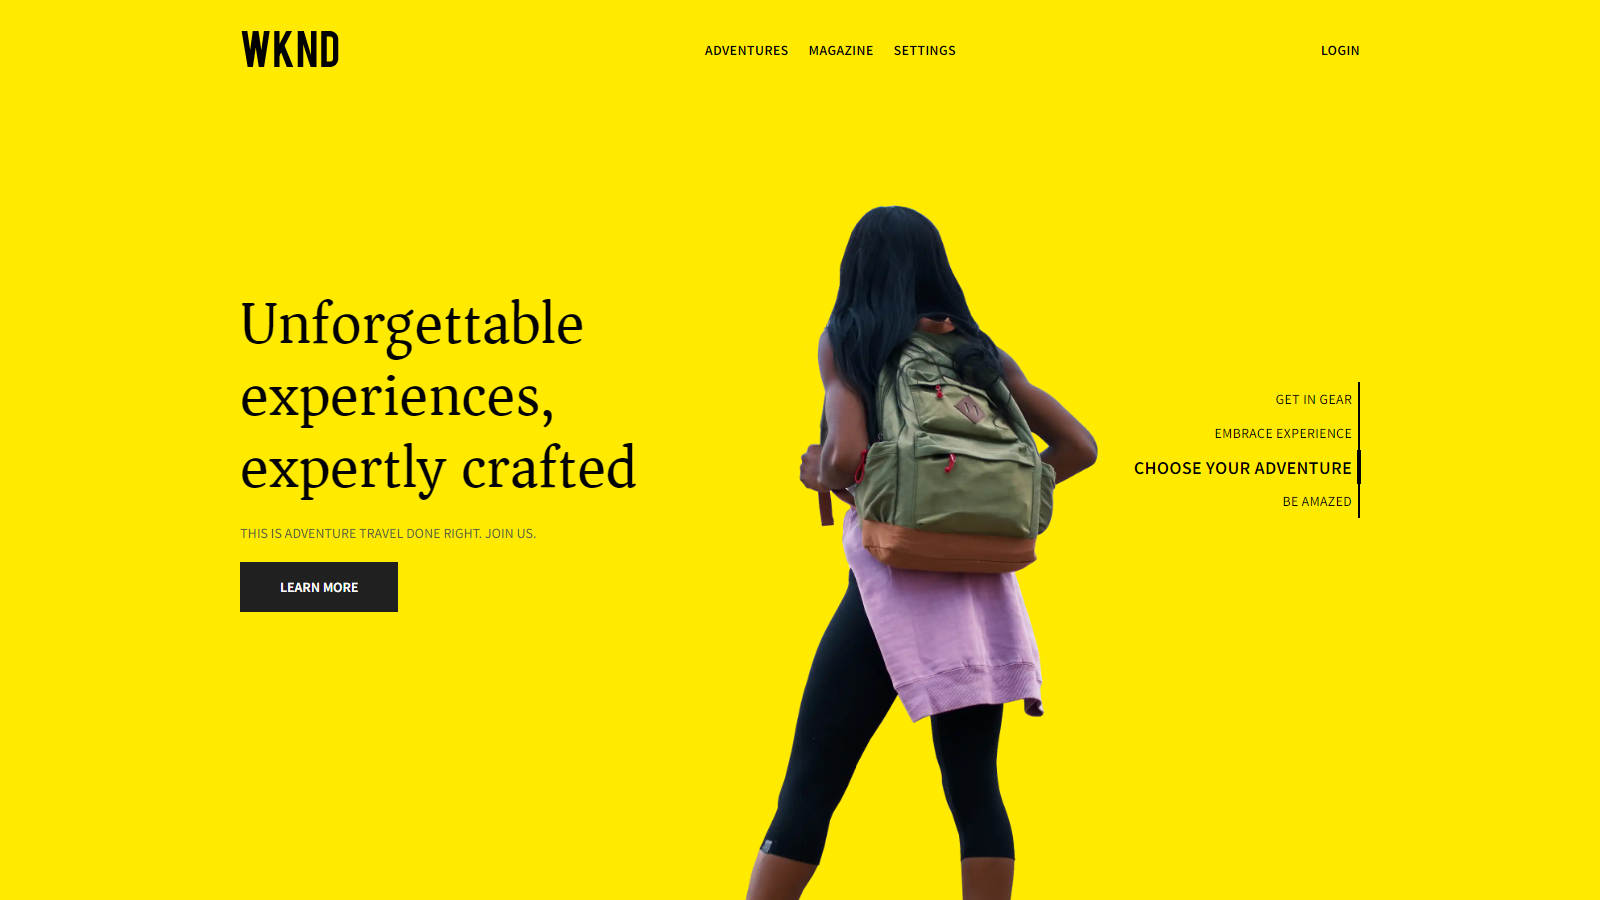 WKND
ADVENTURES MAGAZINE SETTINGS
LOGIN
Unforgettable
experiences,
expertly crafted
THIS IS ADVENTURE TRAVEL DONE RIGHT. JOIN US.
LEARN MORE
GET IN GEAR
EMBRACE EXPERIENCE
CHOOSE YOUR ADVENTURE
BE AMAZED